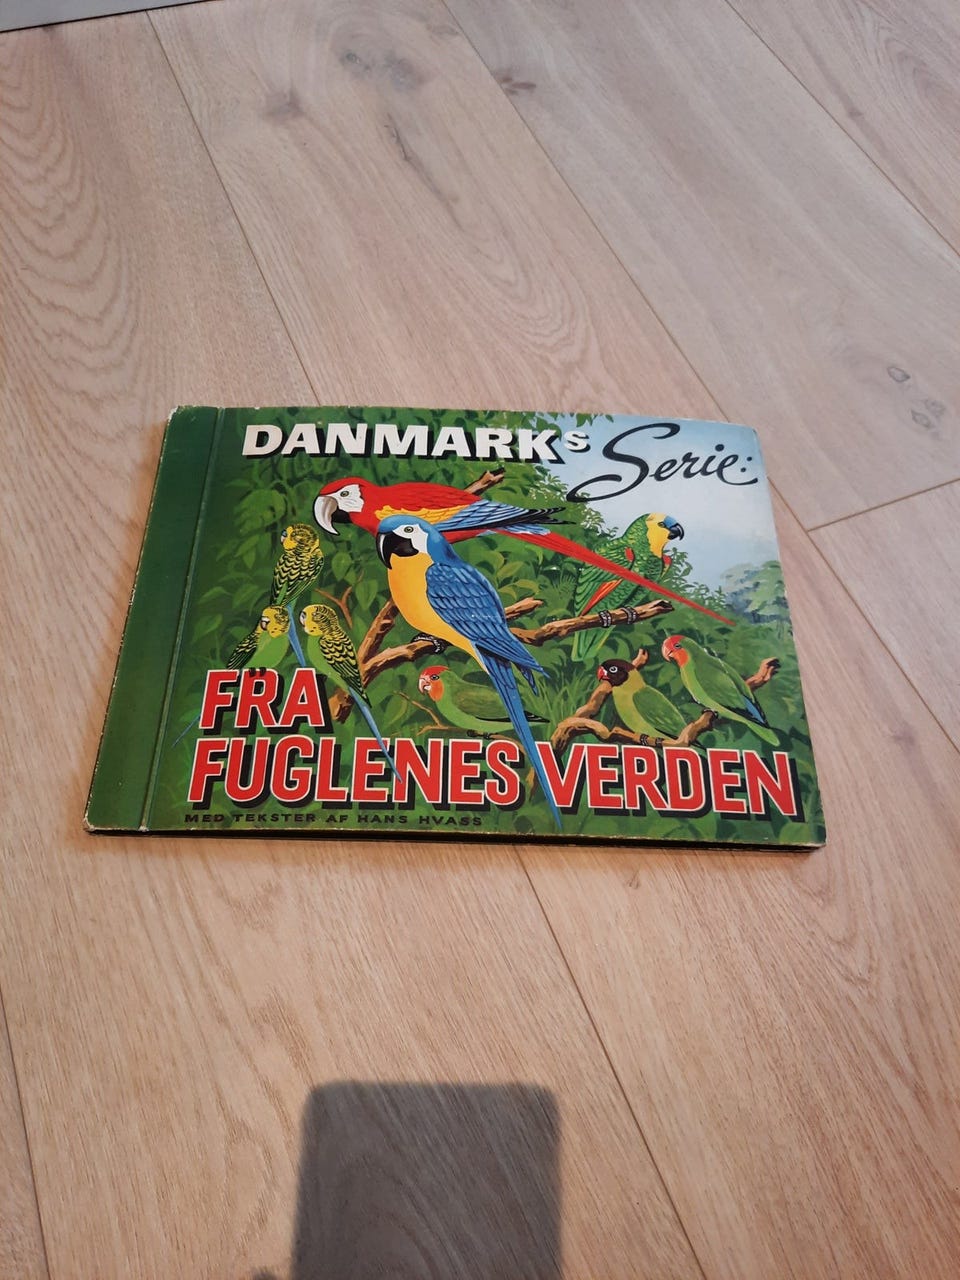 DANMARKs Serie:
FRA
FUGLENES VERDEN
MED TEKSTER AF HANS HVASS